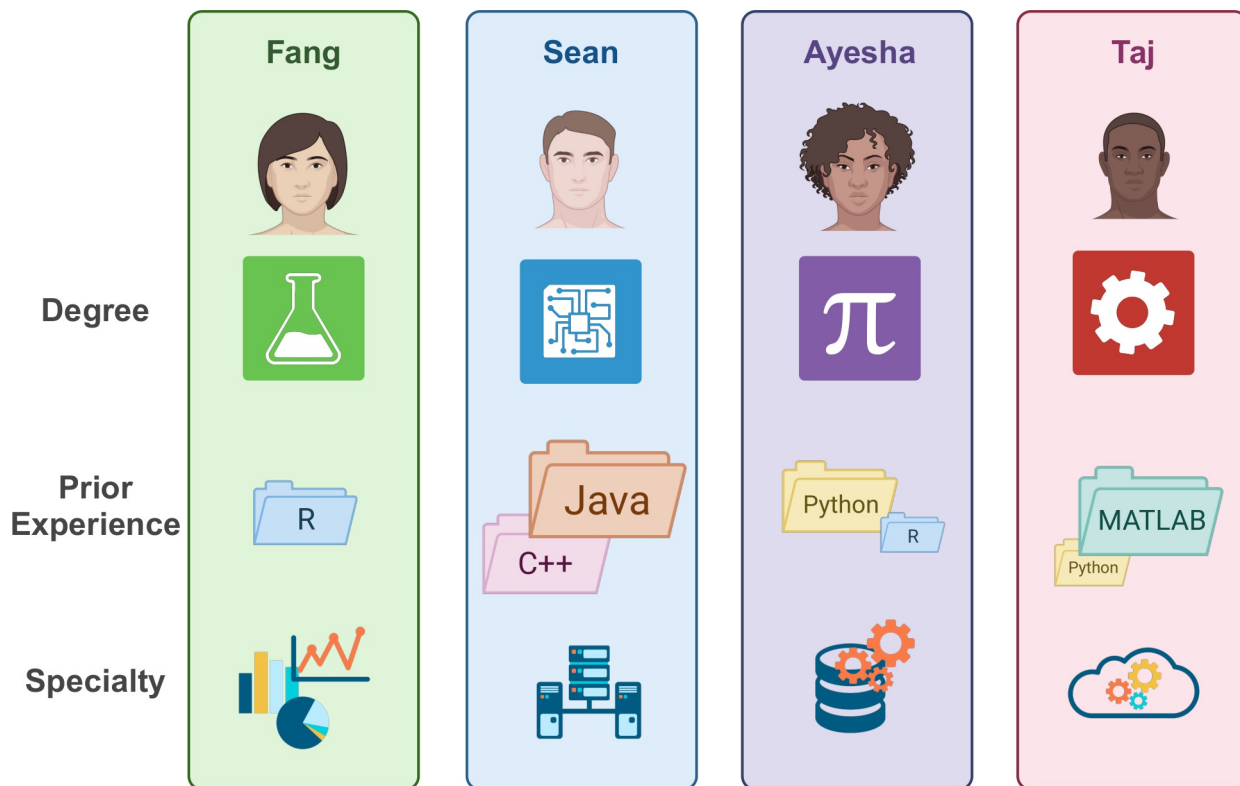 Fang
Sean
Ayesha
Taj
Degree
π
Prior
Experience
R
Java
C++
Python
R
MATLAB
Python
Specialty